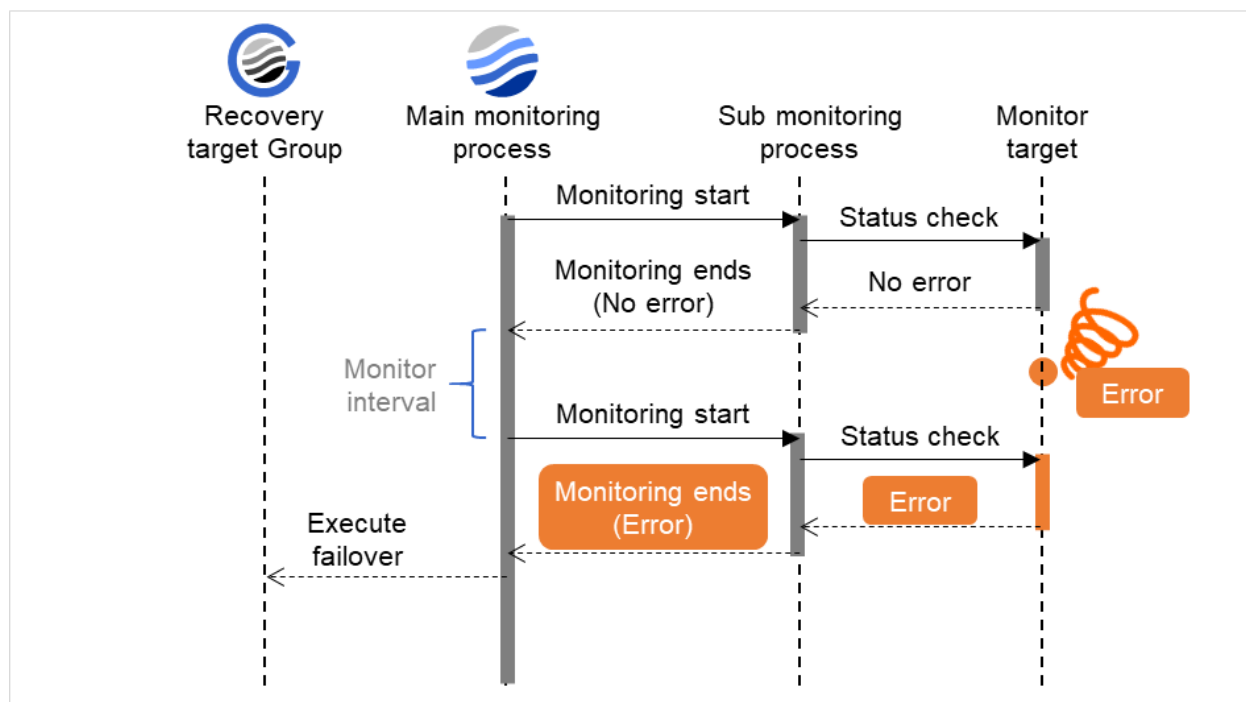 Recovery
target Group
Main monitoring
process
Sub monitoring
process
Monitor
target
Monitoring start
Status check
Monitoring ends
(No error)
No error
Monitor
interval
Error
Monitoring start
Status check
Monitoring ends
(Error)
Error
Execute
failover